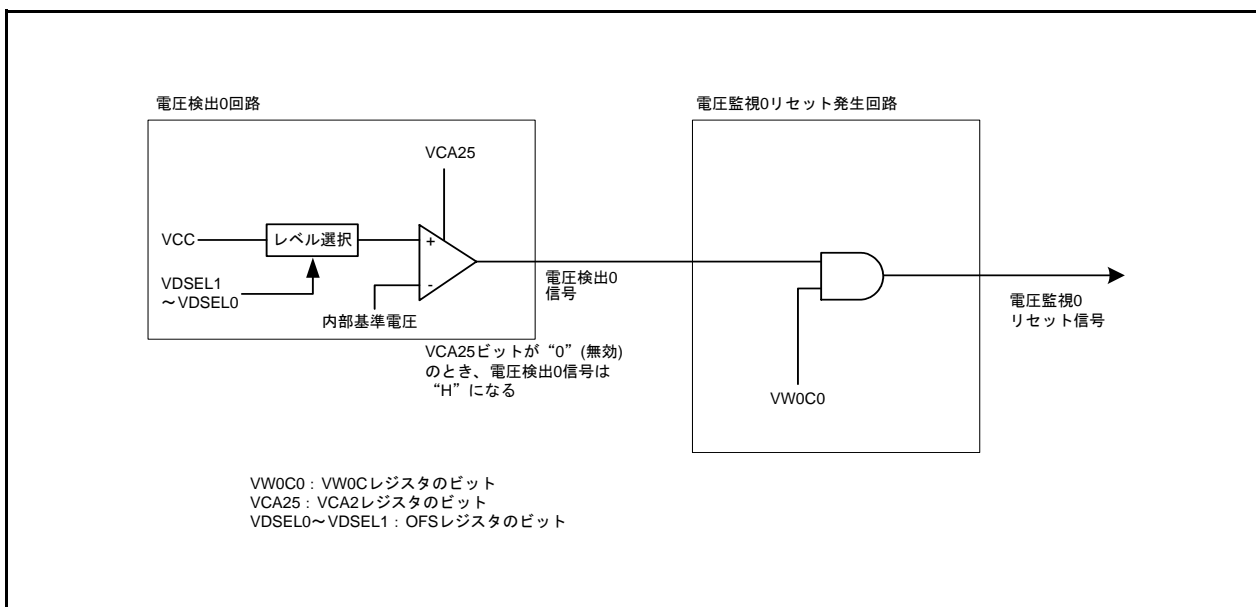 電圧検出0回路
電圧監視0リセット発生回路
VCA25
VCC
レベル選択
+
VDSEL1
～VDSEL0
-
内部基準電圧
電圧検出0
信号
電圧監視0
リセット信号
VCA25ビットが“0”(無効)
のとき、電圧検出0信号は
“H”になる
VW0C0
VW0C0：VW0Cレジスタのビット
VCA25：VCA2レジスタのビット
VDSEL0～VDSEL1：OFSレジスタのビット